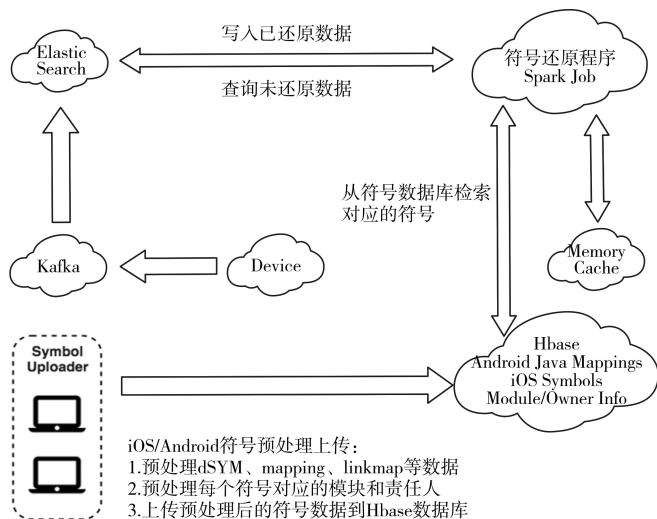 Elastic
Search
写入已还原数据
查询未还原数据
符号还原程序
Spark Job
从符号数据库检索
对应的符号
Kafka
Device
Memory
Cache
Symbol
Uploader
Hbase
Android Java Mappings
iOS Symbols
Module/Owner Info
iOS/Android符号预处理上传：
1.预处理dSYM、mapping、linkmap等数据
2.预处理每个符号对应的模块和责任人
3.上传预处理后的符号数据到Hbase数据库